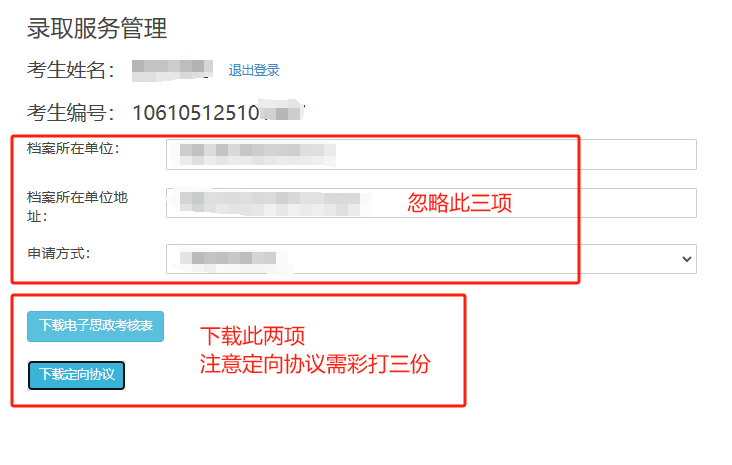 录取服务管理
考生姓名： 退出登录
考生编号： 1061051251
档案所在单位：
档案所在单位地
址：
忽略此三项
申请方式：
下载电子思政考核表
下载此两项
注意定向协议需彩打三份
下载定向协议